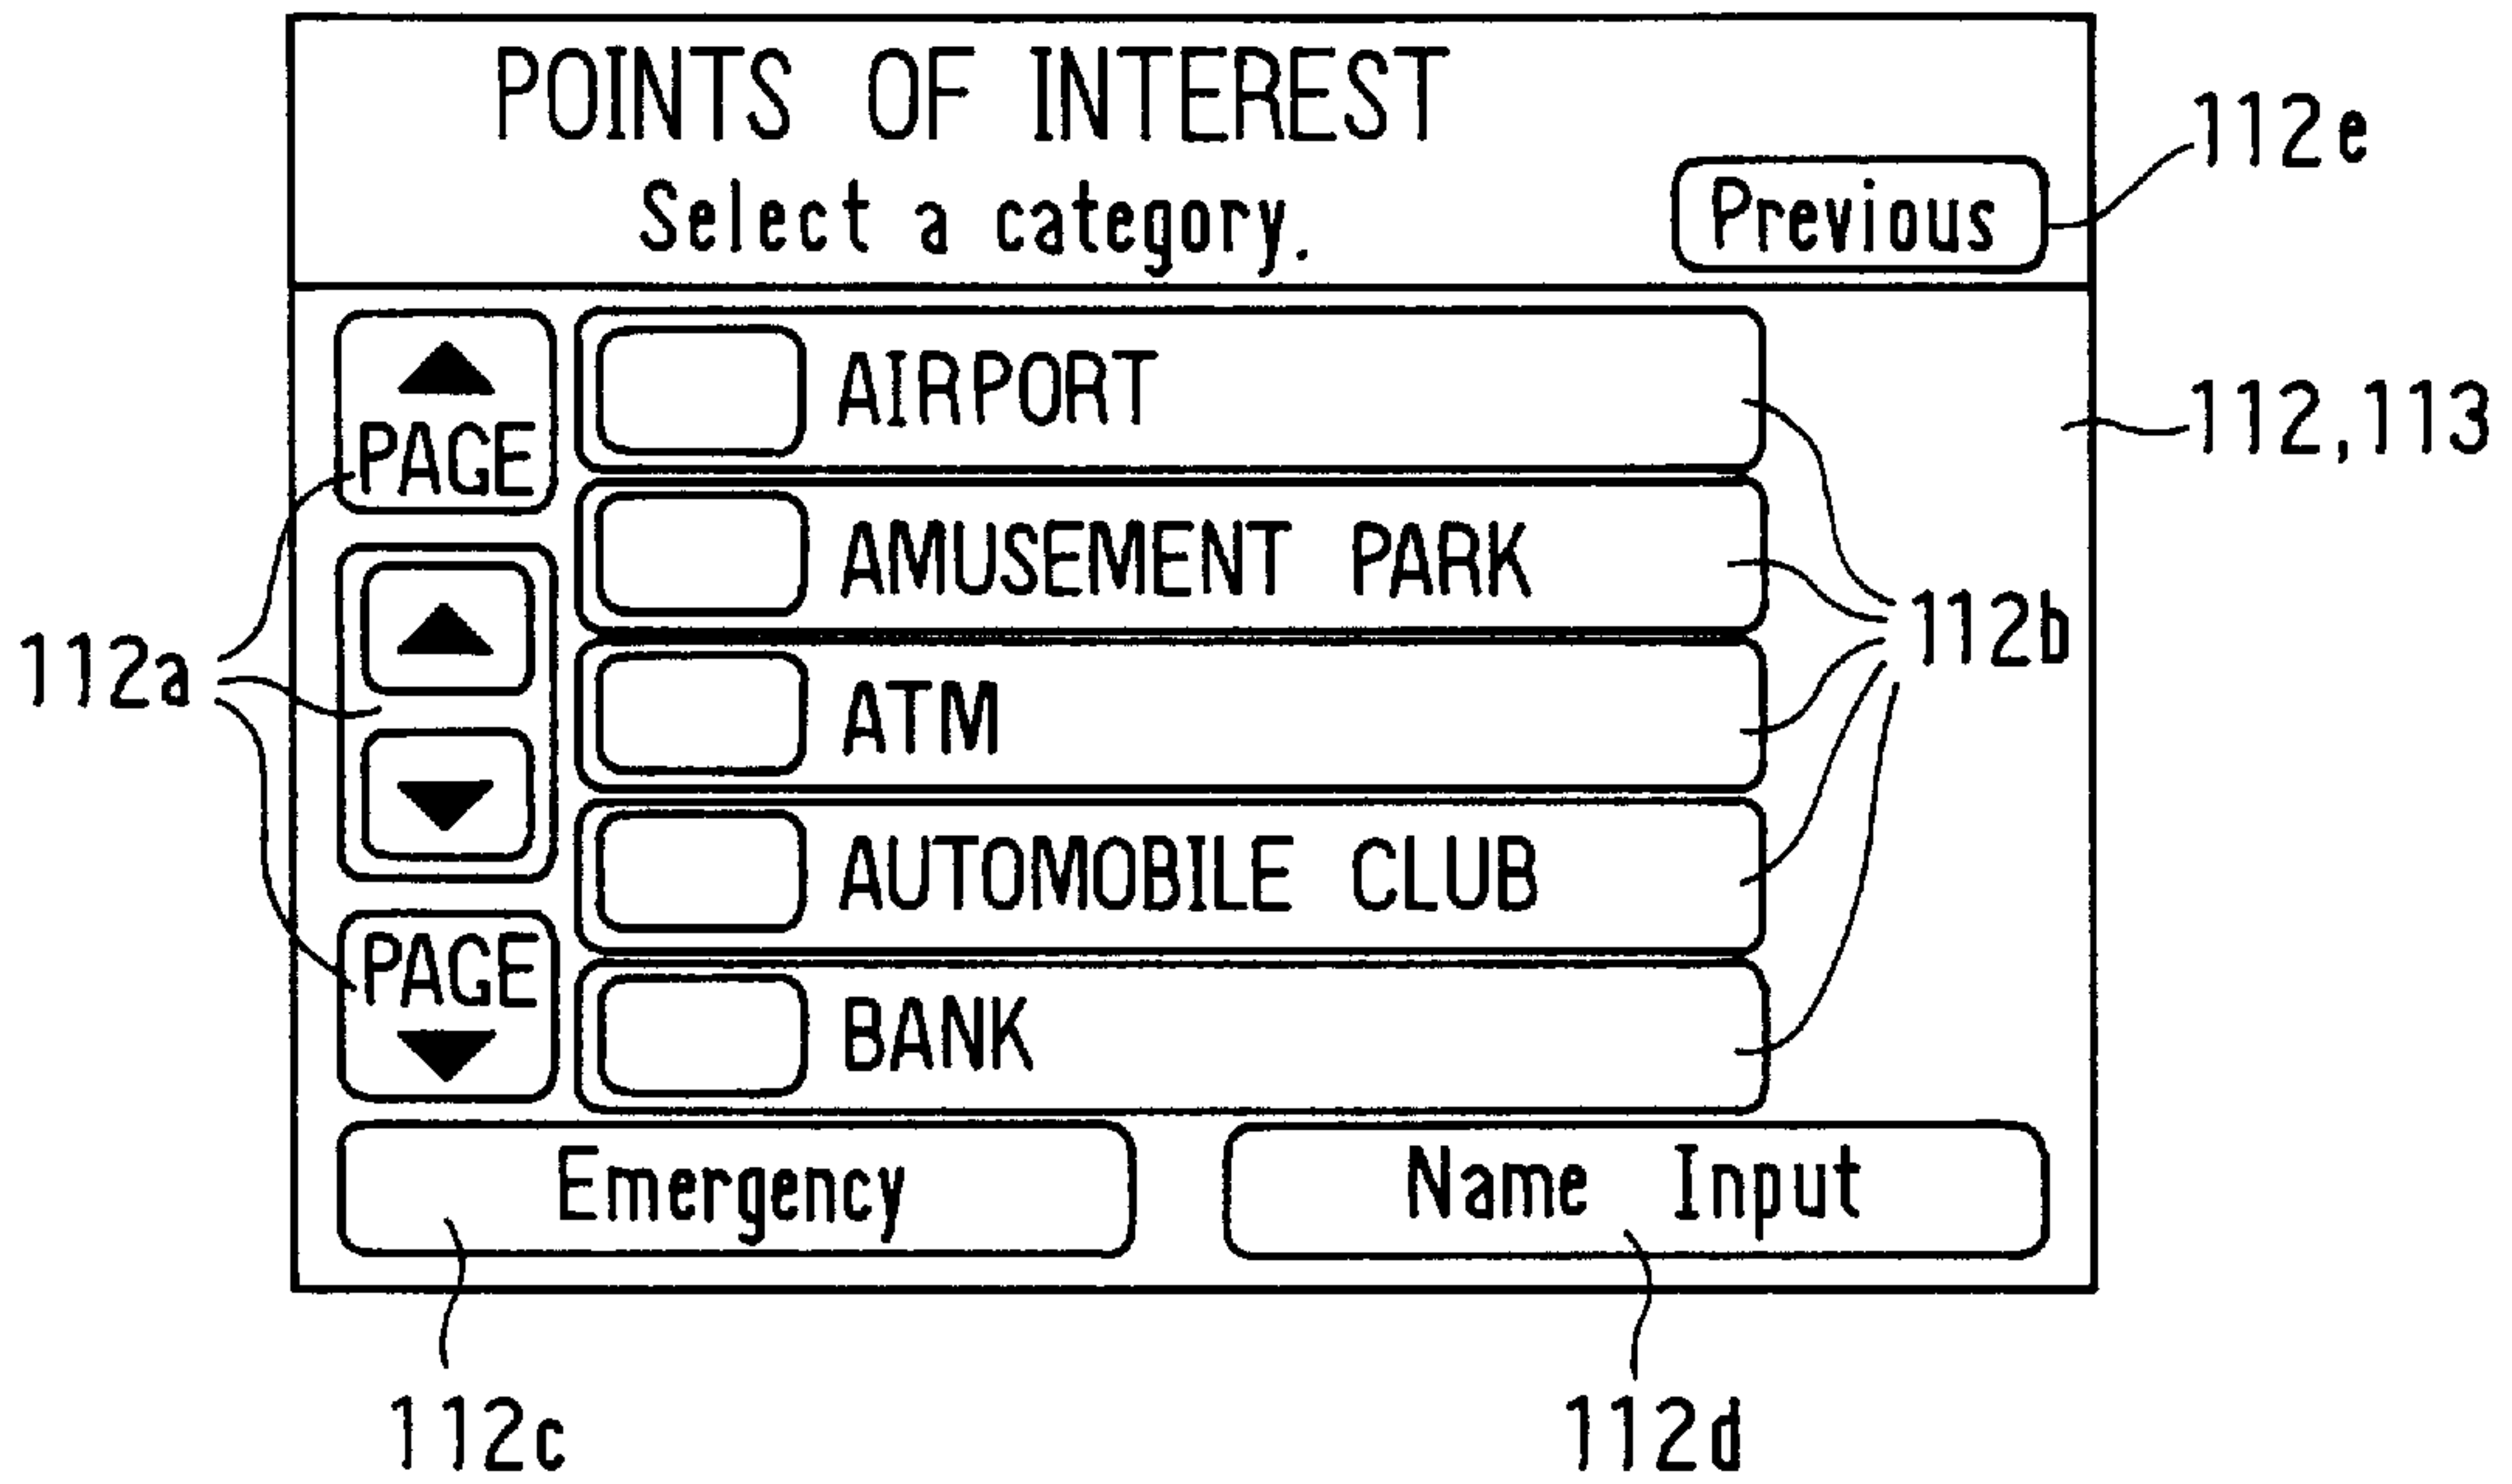 POINTS OF INTEREST
112e
Select a category.
Previous
AIRPORT
112,113
PAGE
AMUSEMENT PARK
112b
112a
ATM
AUTOMOBILE CLUB
PAGE
BANK
Emergency
Name Input
112c
112d